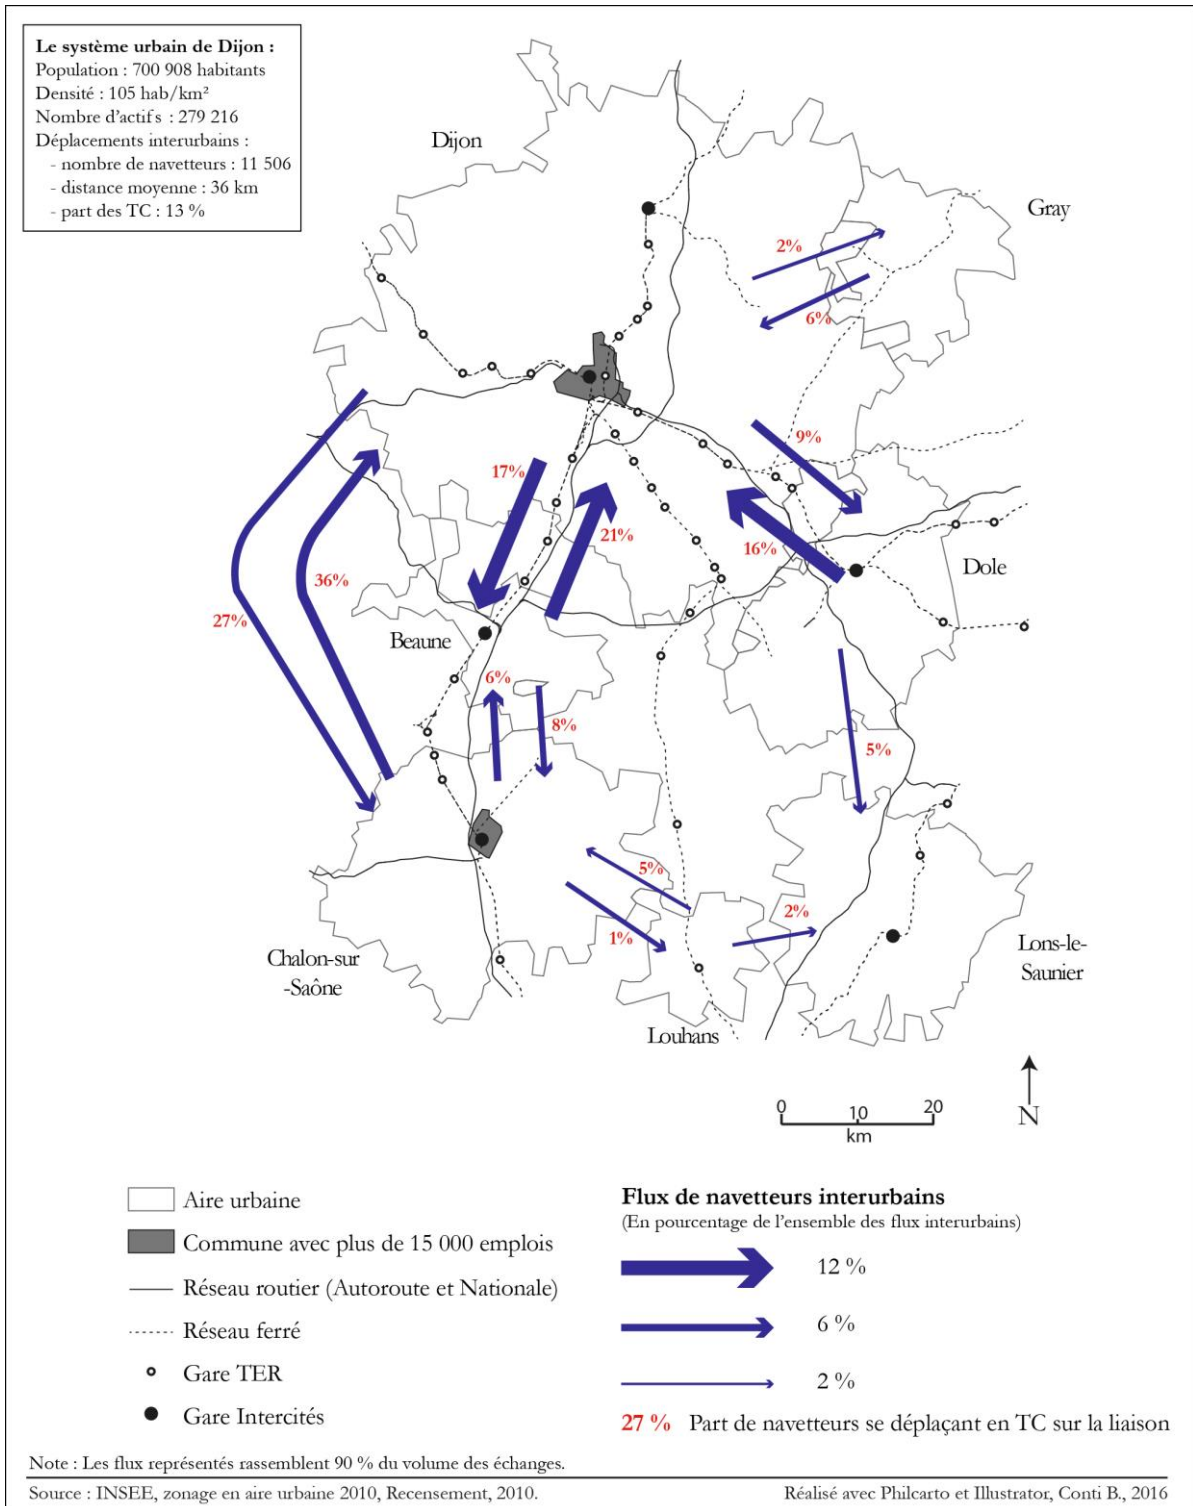 Le système urbain de Dijon :
Population : 700 908 habitants
Densité : 105 hab/km²
Nombre d'actifs : 279 216
Déplacements interurbains :
- nombre de navetteurs : 11 506
- distance moyenne : 36 km
- part des TC : 13 %
Dijon
Gray
2%
6%
9%
17%
21%
16%
Dole
36%
27%
Beaune
6%
8%
5%
5%
1%
2%
Chalon-sur
-Saône
Lons-le-
Saunier
Louhans
N
0 10 20
km
Aire urbaine
Commune avec plus de 15 000 emplois
Réseau routier (Autoroute et Nationale)
Réseau ferré
Gare TER
Gare Intercités
Flux de navetteurs interurbains
(En pourcentage de l'ensemble des flux interurbains)
12 %
6 %
2 %
27 % Part de navetteurs se déplaçant en TC sur la liaison
Note : Les flux représentés rassemblent 90 % du volume des échanges.
Source : INSEE, zonage en aire urbaine 2010, Recensement, 2010.
Réalisé avec Philcarto et Illustrator, Conti B., 2016